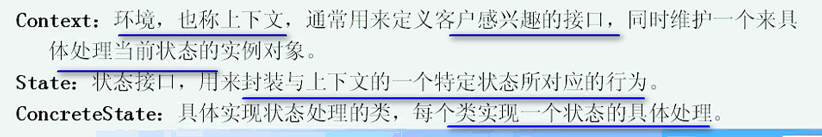 Context：环境，也称上下文，通常用来定义客户感兴趣的接口，同时维护一个来具
体处理当前状态的实例对象。
State：状态接口，用来封装与上下文的一个特定状态所对应的行为。
ConcreteState：具体实现状态处理的类，每个类实现一个状态的具体处理。